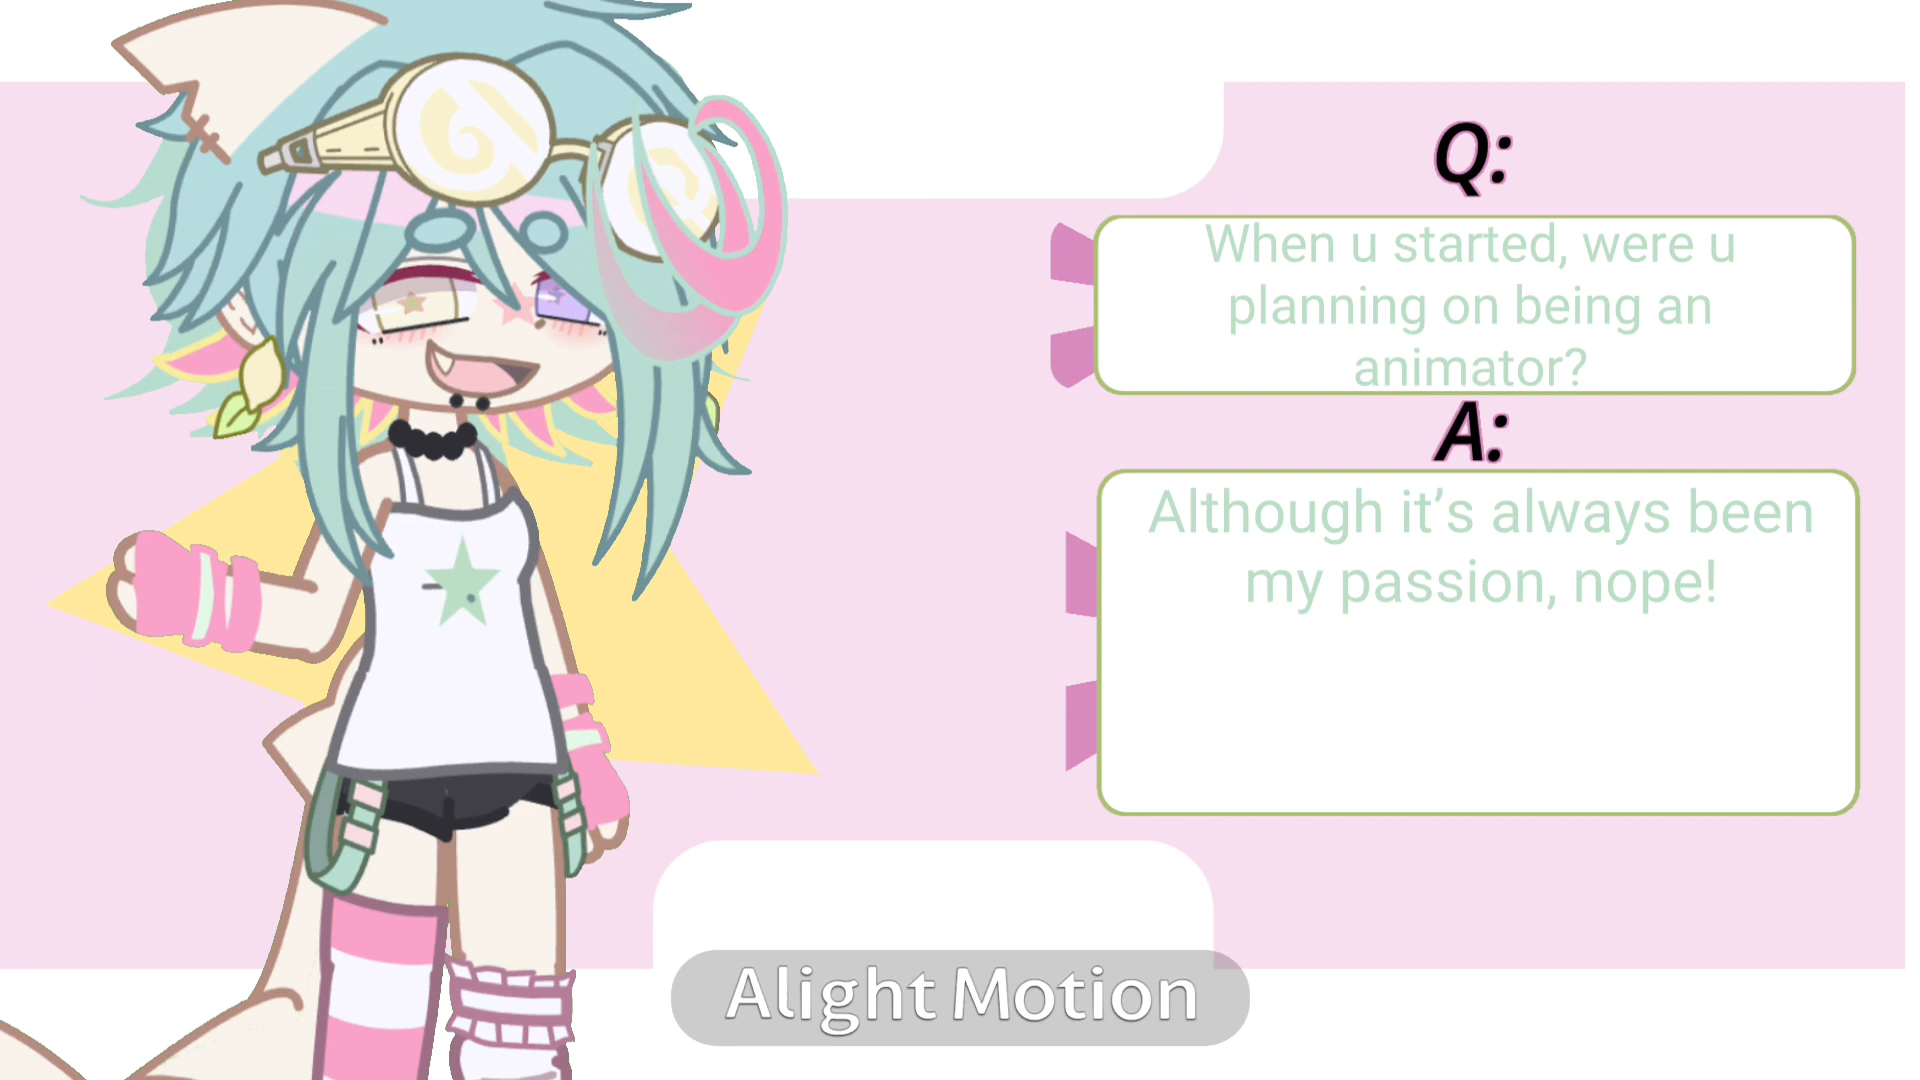 Q:
When u started, were u
planning on being an
animator?
A:
Although it’s always been
my passion, nope!
Alight Motion